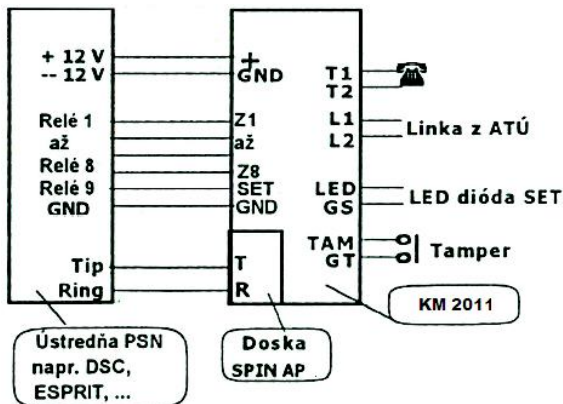 + 12 V
-- 12 V
Relé 1
až
Relé 8
Relé 9
GND
Tip
Ring
+
GND
Z1
až
Z8
SET
GND
T
R
T1
T2
L1
L2
Linka z ATÚ
LED
GS
LED dióda SET
TAM
GT
Tamper
KM 2011
Ústredňa PSN
napr. DSC,
ESPRIT, ...
Doska
SPIN AP